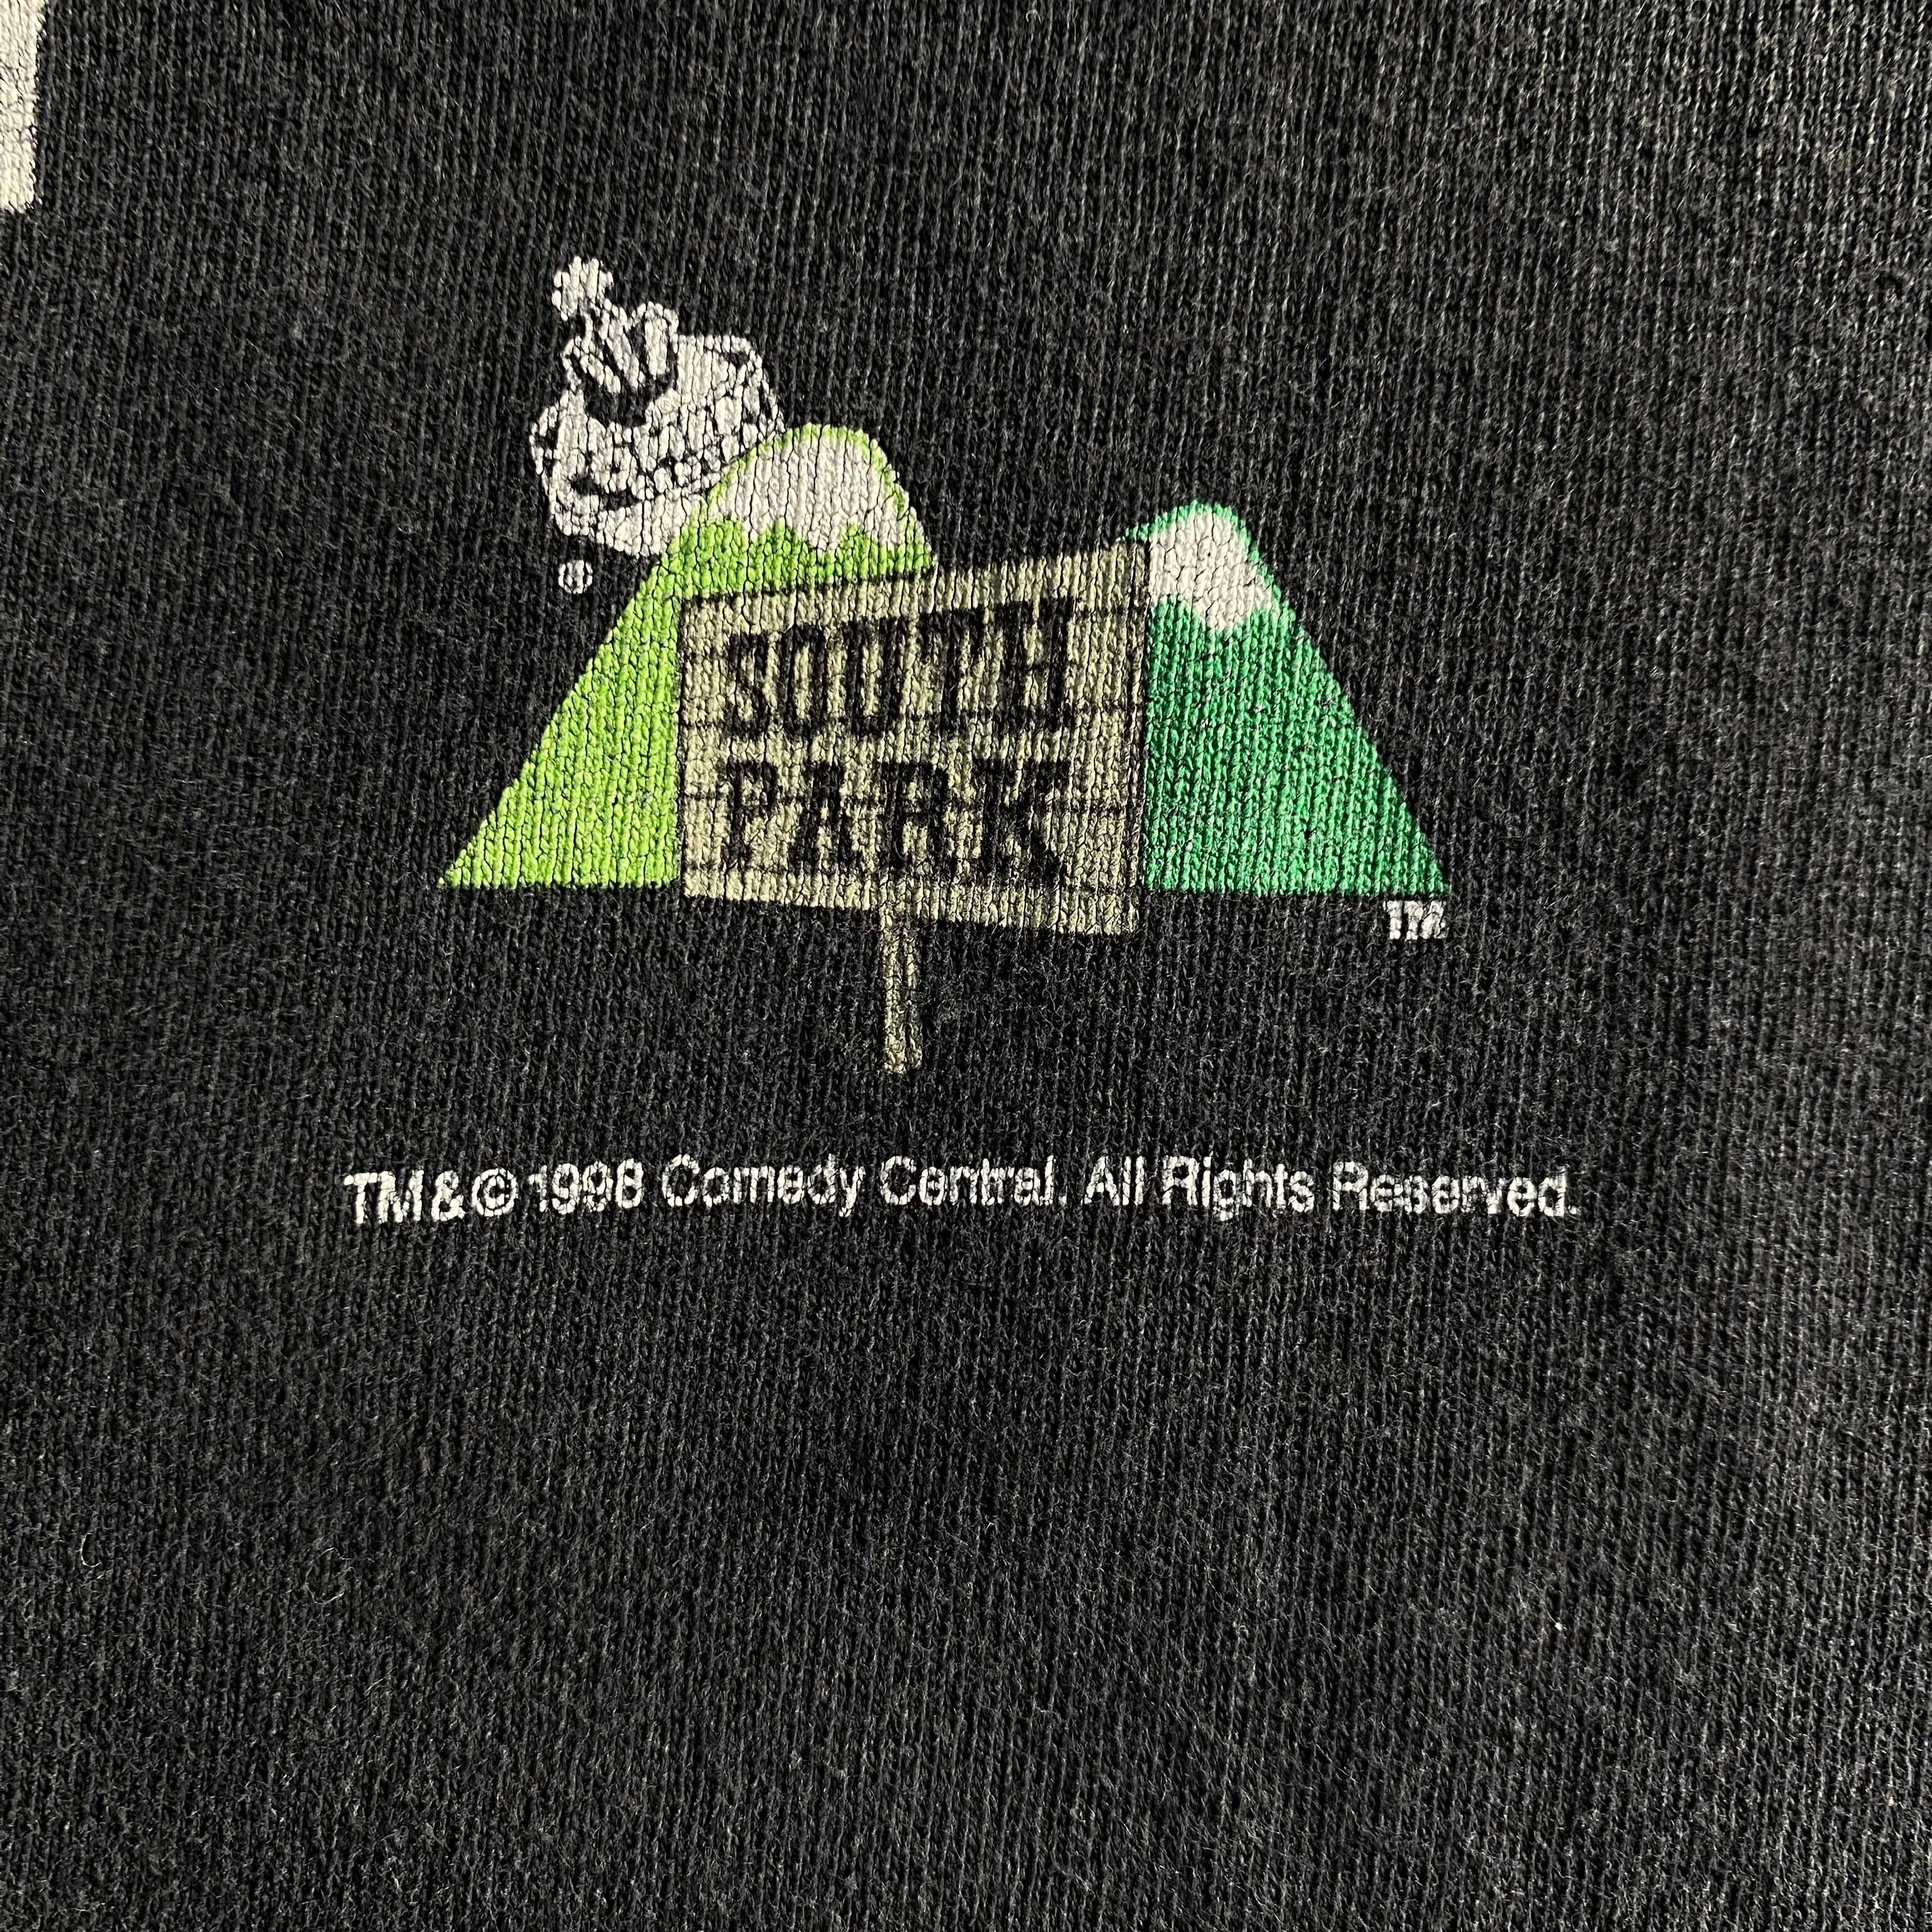 ®
SOUTH
PARK
TM
TM&©1998 Comedy Central. All Rights Reserved.